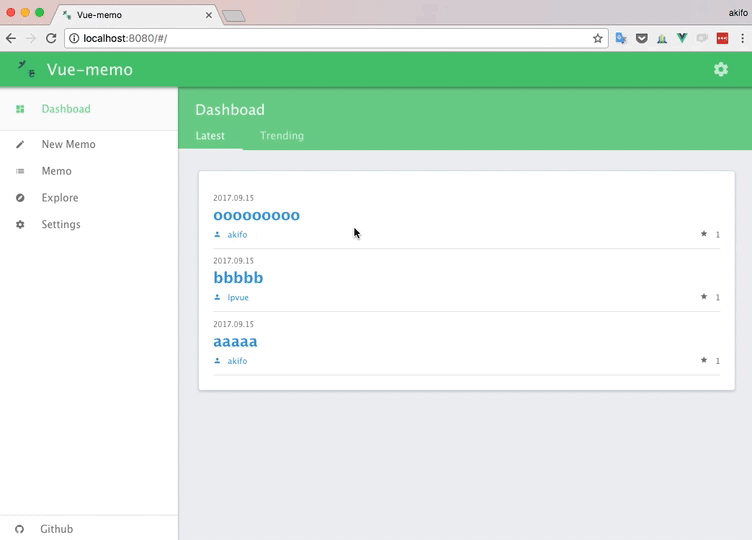 Vue-memo
akifo
localhost:8080/#/
Vue-memo
Dashboad
New Memo
Memo
Explore
Settings
Github
Dashboad
Latest
Trending
2017.09.15
ooooooooo
akifo
1
2017.09.15
bbbbb
lpvue
1
2017.09.15
aaaaa
akifo
1